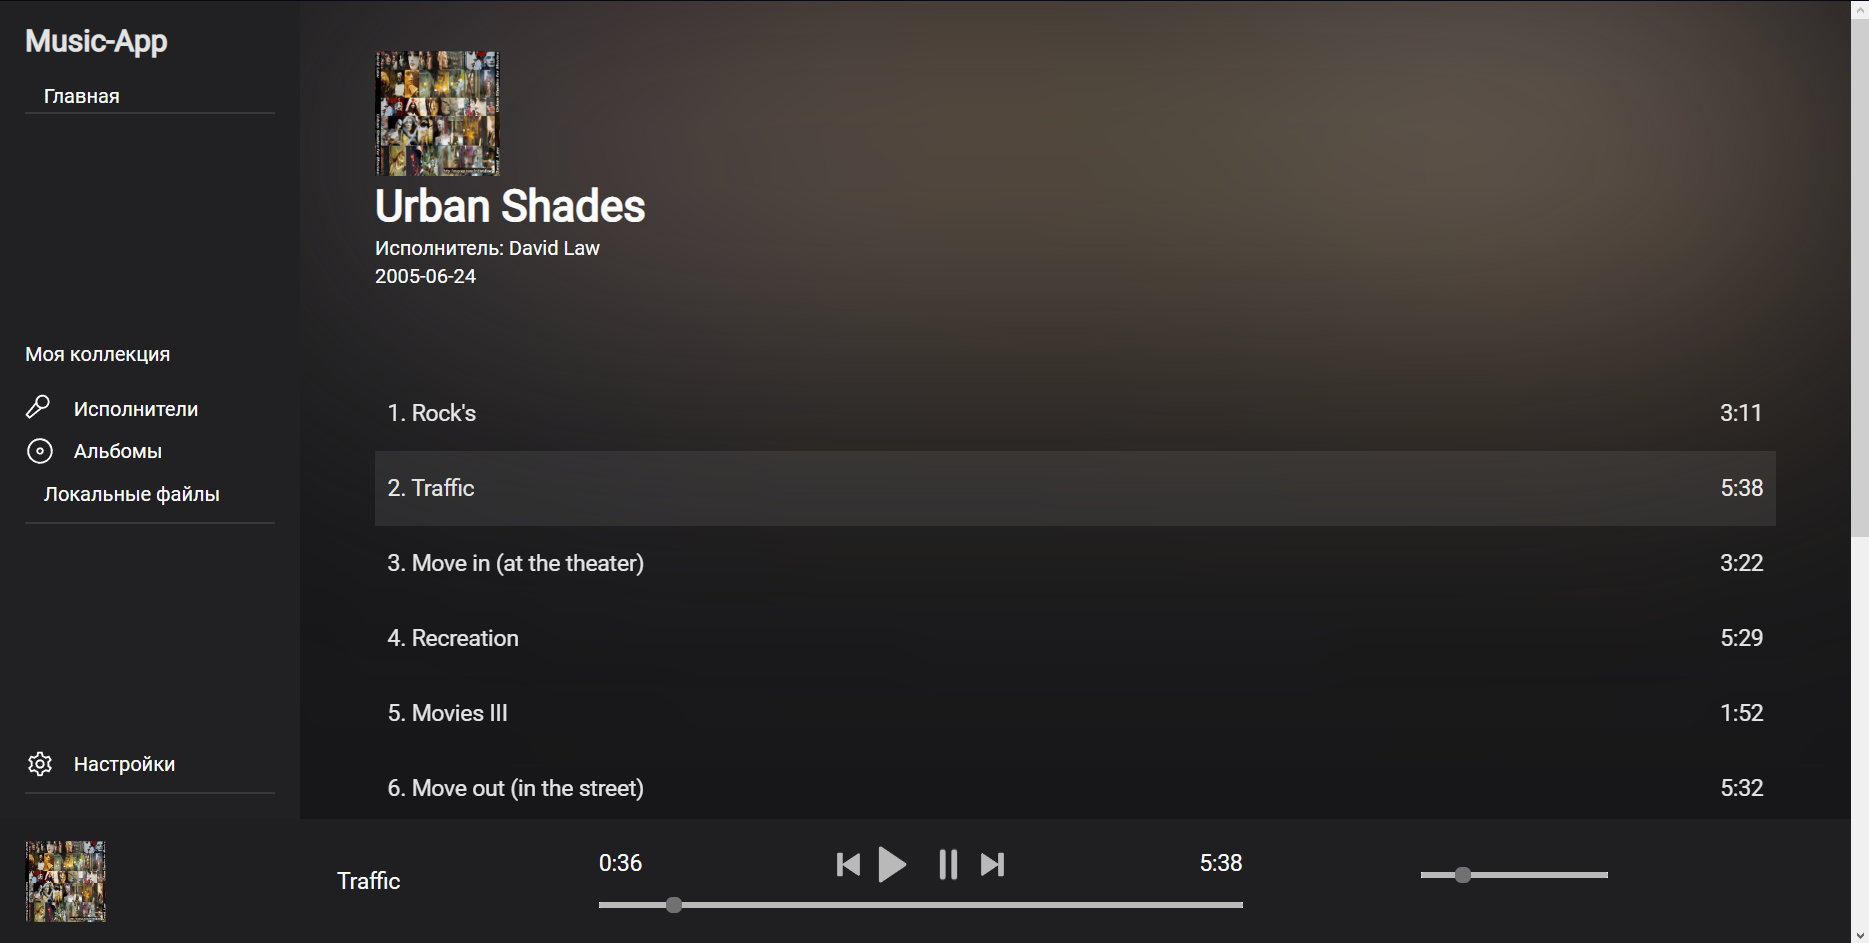 Music-App
Главная
Моя коллекция
Исполнители
Альбомы
Локальные файлы
Настройки
Urban Shades
Исполнитель: David Law
2005-06-24
1. Rock's 3:11
2. Traffic 5:38
3. Move in (at the theater) 3:22
4. Recreation 5:29
5. Movies III 1:52
6. Move out (in the street) 5:32
Traffic
0:36
5:38